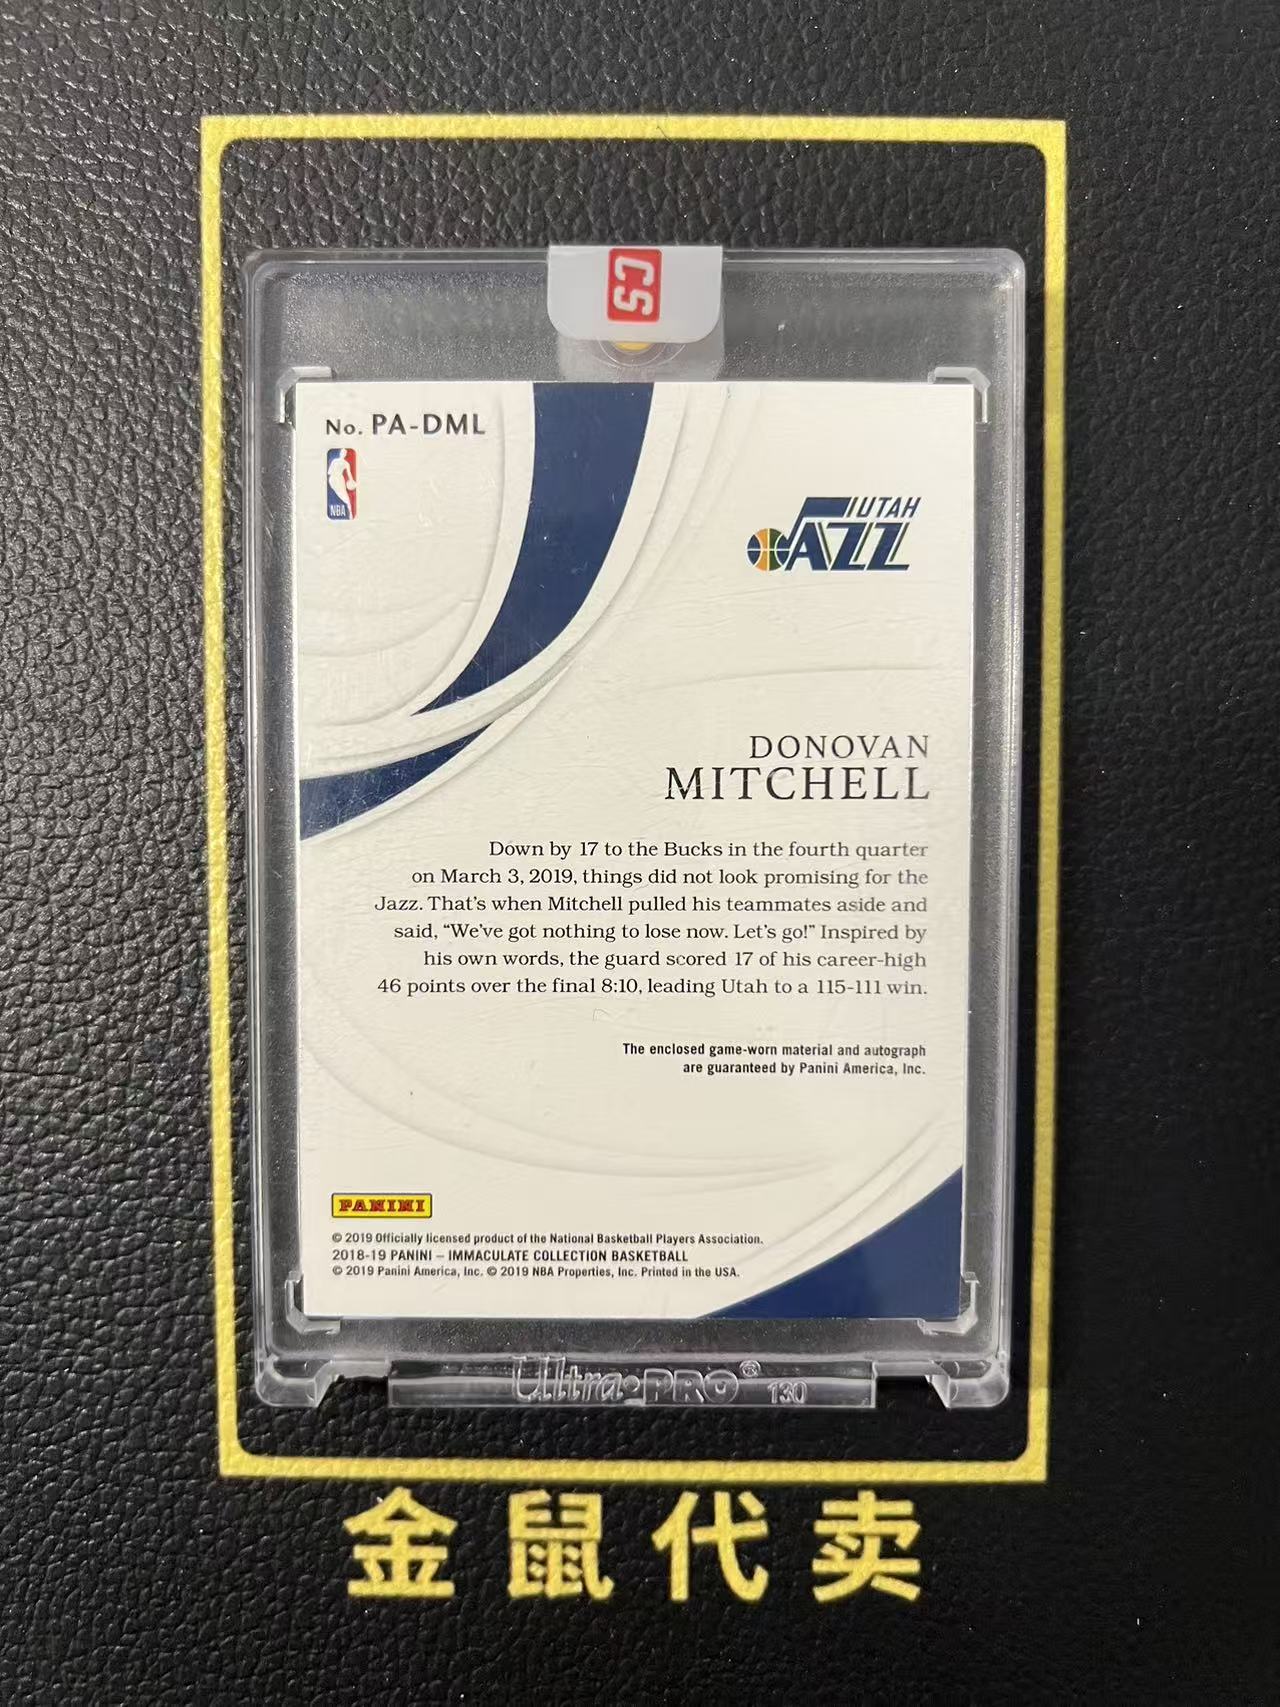 CS
No. PA-DML
NBA
UTAH
JAZZ
DONOVAN
MITCHELL
Down by 17 to the Bucks in the fourth quarter
on March 3, 2019, things did not look promising for the
Jazz. That's when Mitchell pulled his teammates aside and
said, “We've got nothing to lose now. Let's go!” Inspired by
his own words, the guard scored 17 of his career-high
46 points over the final 8:10, leading Utah to a 115-111 win.
The enclosed game-worn material and autograph
are guaranteed by Panini America, Inc.
PANINI
© 2019 Officially licensed product of the National Basketball Players Association.
2018-19 PANINI – IMMACULATE COLLECTION BASKETBALL
© 2019 Panini America, Inc. © 2019 NBA Properties, Inc. Printed in the USA.
Ultra•PRO® 130
金鼠代卖